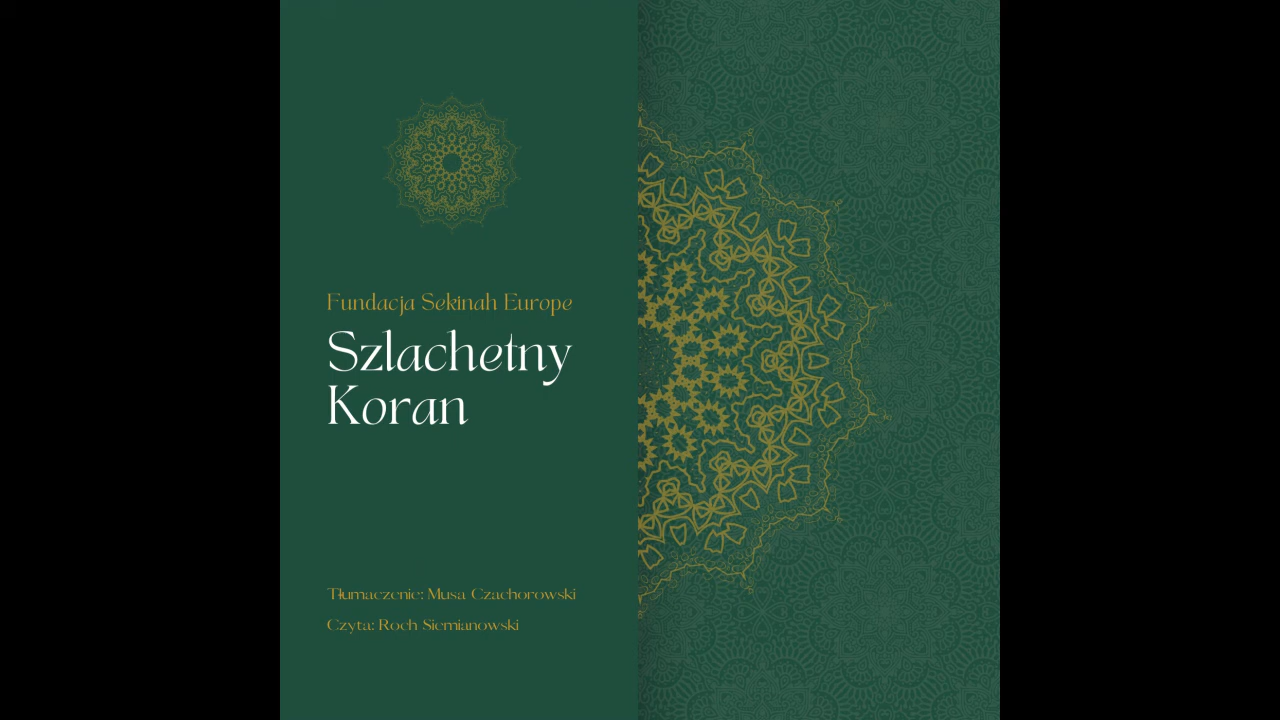 Fundacja Sekinah Europe
Szlachetny
Koran
Tłumaczenie: Musa Czachorowski
Czyta: Roch Siemianowski